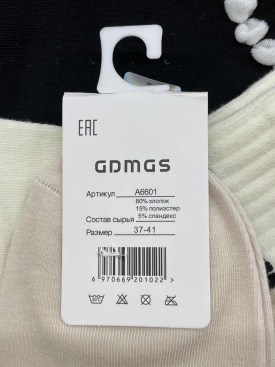 EAC
GDMGS
Артикул A6601
80% хлопок
15% полиэстер
Состав сырья 5% спандекс
Размер 37-41
6 970669 201022 >